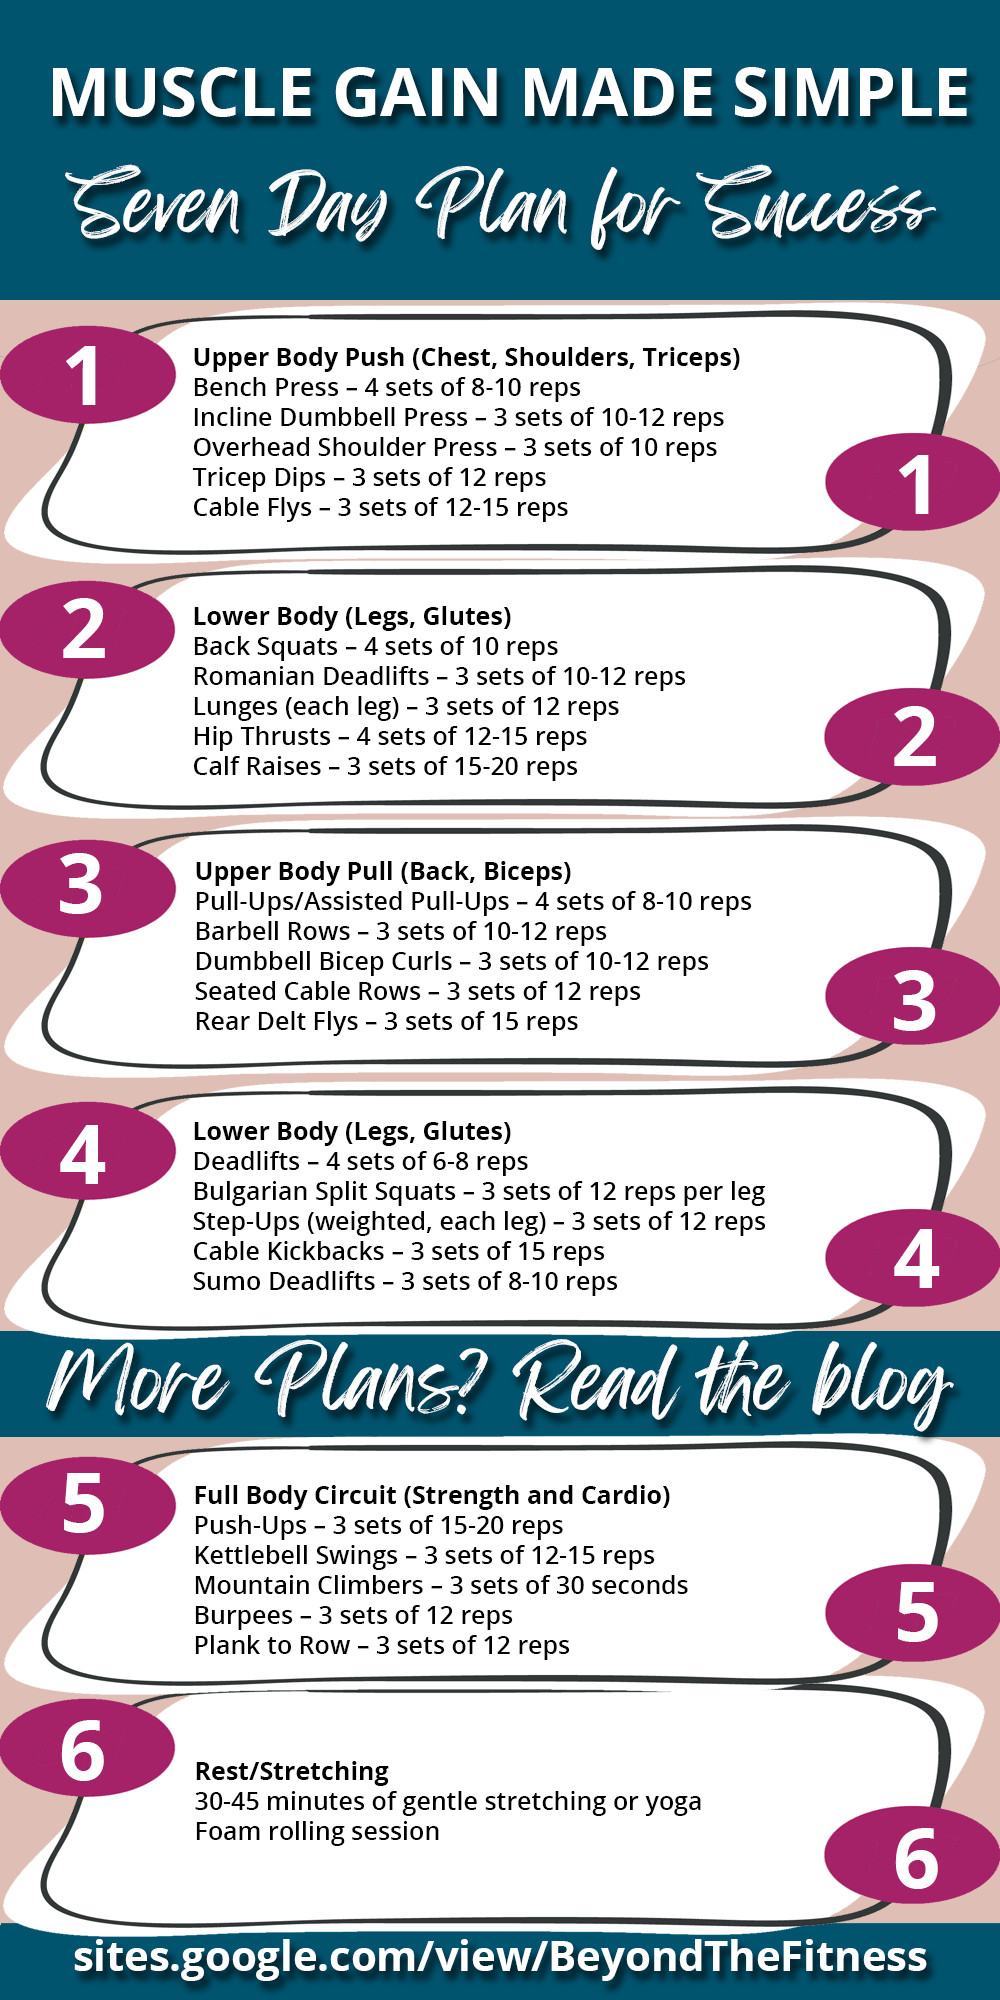 MUSCLE GAIN MADE SIMPLE
Seven Day Plan for Success
1
Upper Body Push (Chest, Shoulders, Triceps)
Bench Press – 4 sets of 8-10 reps
Incline Dumbbell Press – 3 sets of 10-12 reps
Overhead Shoulder Press – 3 sets of 10 reps
Tricep Dips – 3 sets of 12 reps
Cable Flys – 3 sets of 12-15 reps
1
2
Lower Body (Legs, Glutes)
Back Squats – 4 sets of 10 reps
Romanian Deadlifts – 3 sets of 10-12 reps
Lunges (each leg) – 3 sets of 12 reps
Hip Thrusts – 4 sets of 12-15 reps
Calf Raises – 3 sets of 15-20 reps
2
3
Upper Body Pull (Back, Biceps)
Pull-Ups/Assisted Pull-Ups – 4 sets of 8-10 reps
Barbell Rows – 3 sets of 10-12 reps
Dumbbell Bicep Curls – 3 sets of 10-12 reps
Seated Cable Rows – 3 sets of 12 reps
Rear Delt Flys – 3 sets of 15 reps
3
4
Lower Body (Legs, Glutes)
Deadlifts – 4 sets of 6-8 reps
Bulgarian Split Squats – 3 sets of 12 reps per leg
Step-Ups (weighted, each leg) – 3 sets of 12 reps
Cable Kickbacks – 3 sets of 15 reps
Sumo Deadlifts – 3 sets of 8-10 reps
4
More Plans? Read the blog
5
Full Body Circuit (Strength and Cardio)
Push-Ups – 3 sets of 15-20 reps
Kettlebell Swings – 3 sets of 12-15 reps
Mountain Climbers – 3 sets of 30 seconds
Burpees – 3 sets of 12 reps
Plank to Row – 3 sets of 12 reps
5
6
Rest/Stretching
30-45 minutes of gentle stretching or yoga
Foam rolling session
6
sites.google.com/view/BeyondTheFitness